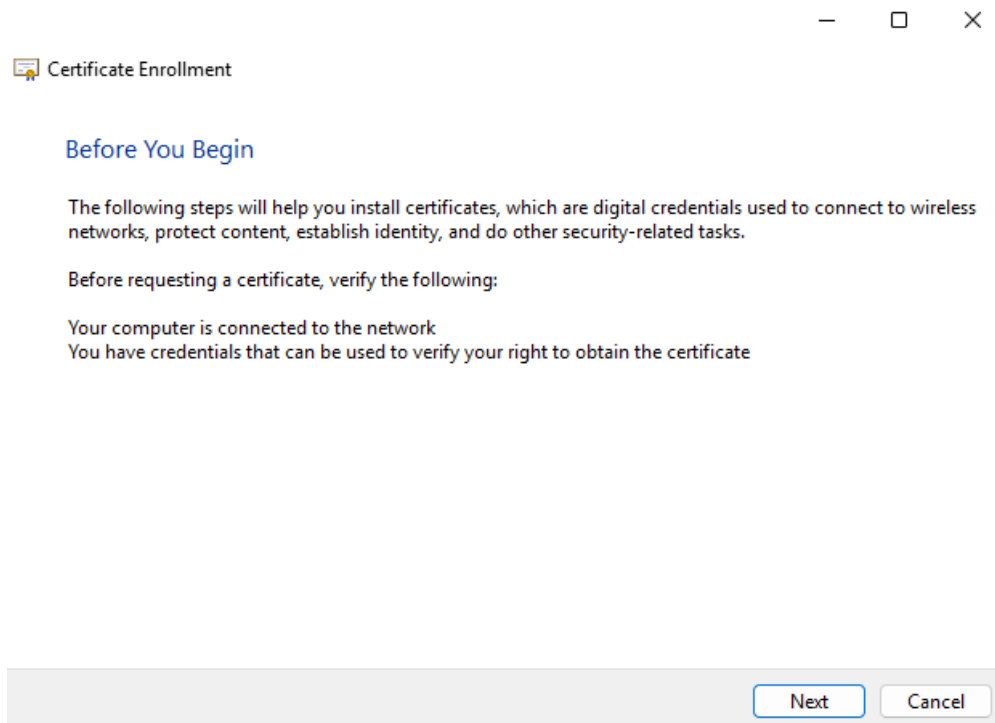 Certificate Enrollment
Before You Begin
The following steps will help you install certificates, which are digital credentials used to connect to wireless
networks, protect content, establish identity, and do other security-related tasks.
Before requesting a certificate, verify the following:
Your computer is connected to the network
You have credentials that can be used to verify your right to obtain the certificate
Next
Cancel